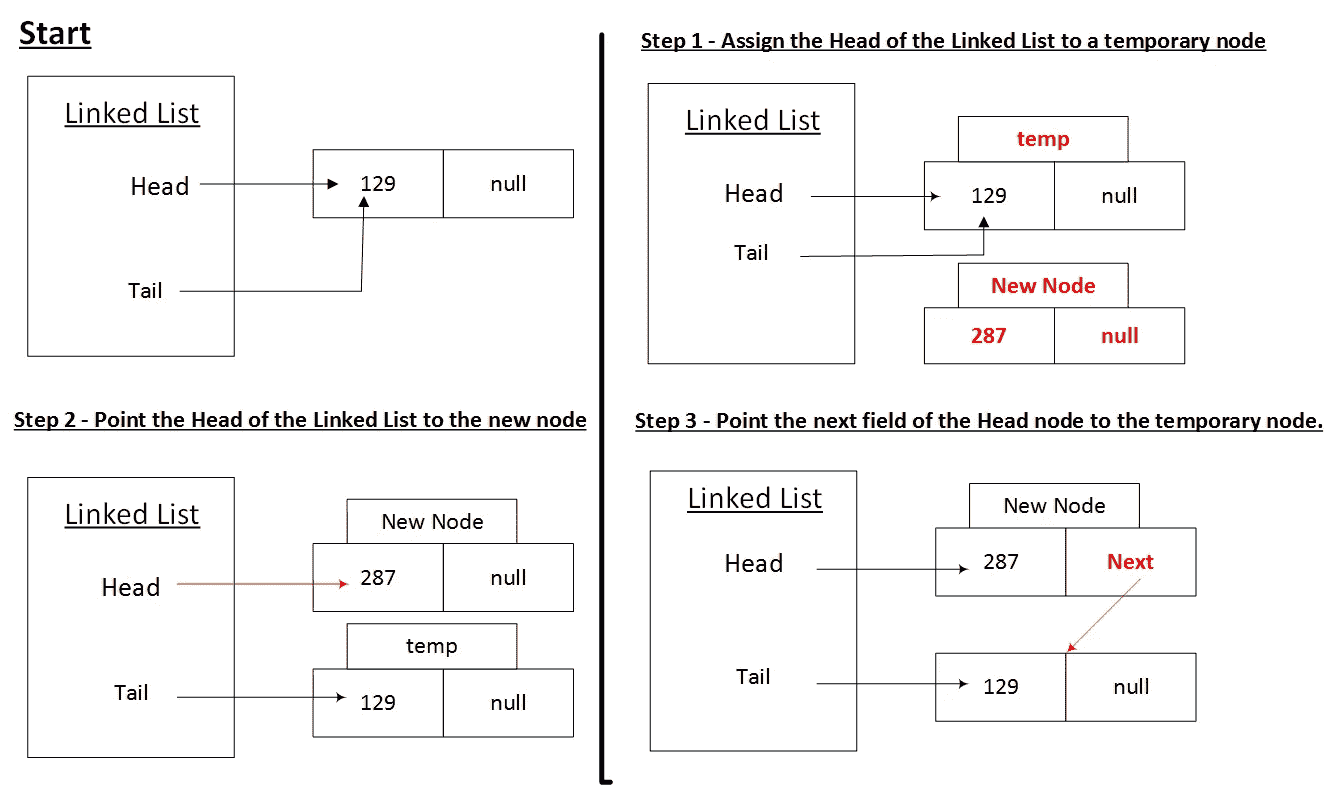 Start
Linked List
Head
129
null
Tail
Step 1 - Assign the Head of the Linked List to a temporary node
Linked List
temp
Head
129
null
Tail
New Node
287
null
Step 2 - Point the Head of the Linked List to the new node
Linked List
New Node
Head
287
null
temp
Tail
129
null
Step 3 - Point the next field of the Head node to the temporary node.
Linked List
New Node
Head
287
Next
Tail
129
null